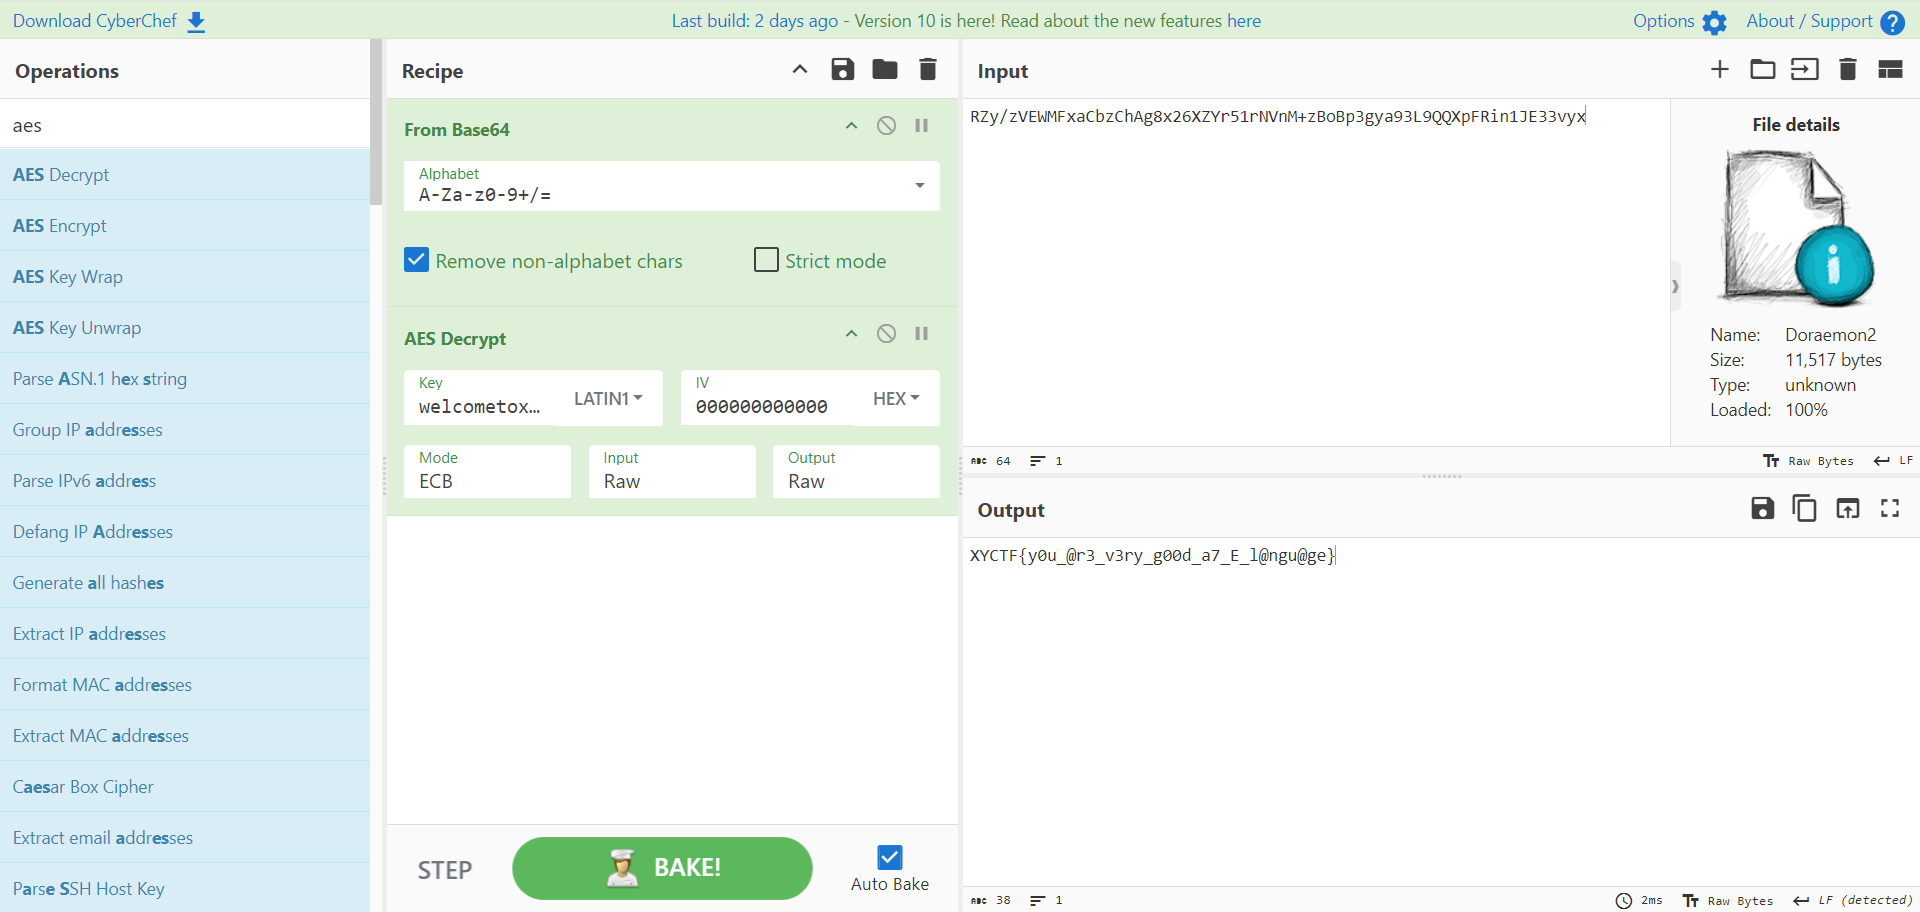 Download CyberChef
Last build: 2 days ago - Version 10 is here! Read about the new features here
Options
About / Support
Operations
aes
AES Decrypt
AES Encrypt
AES Key Wrap
AES Key Unwrap
Parse ASN.1 hex string
Group IP addresses
Parse IPv6 address
Defang IP Addresses
Generate all hashes
Extract IP addresses
Format MAC addresses
Extract MAC addresses
Caesar Box Cipher
Extract email addresses
Parse SSH Host Key
Recipe
From Base64
Alphabet
A-Za-z0-9+/=
Remove non-alphabet chars
Strict mode
AES Decrypt
Key
welcometox…
LATIN1
IV
000000000000
HEX
Mode
ECB
Input
Raw
Output
Raw
STEP
BAKE!
Auto Bake
Input
RZy/zVEWMFxaCbzChAg8x26XZYr51rNVnM+zBoBp3gya93L9QQXpFRin1JE33vyx
File details
Name: Doraemon2
Size: 11,517 bytes
Type: unknown
Loaded: 100%
ABC 64 1
Raw Bytes LF
Output
XYCTF{y0u_@r3_v3ry_g00d_a7_E_l@ngu@ge}
ABC 38 1
2ms Raw Bytes LF (detected)